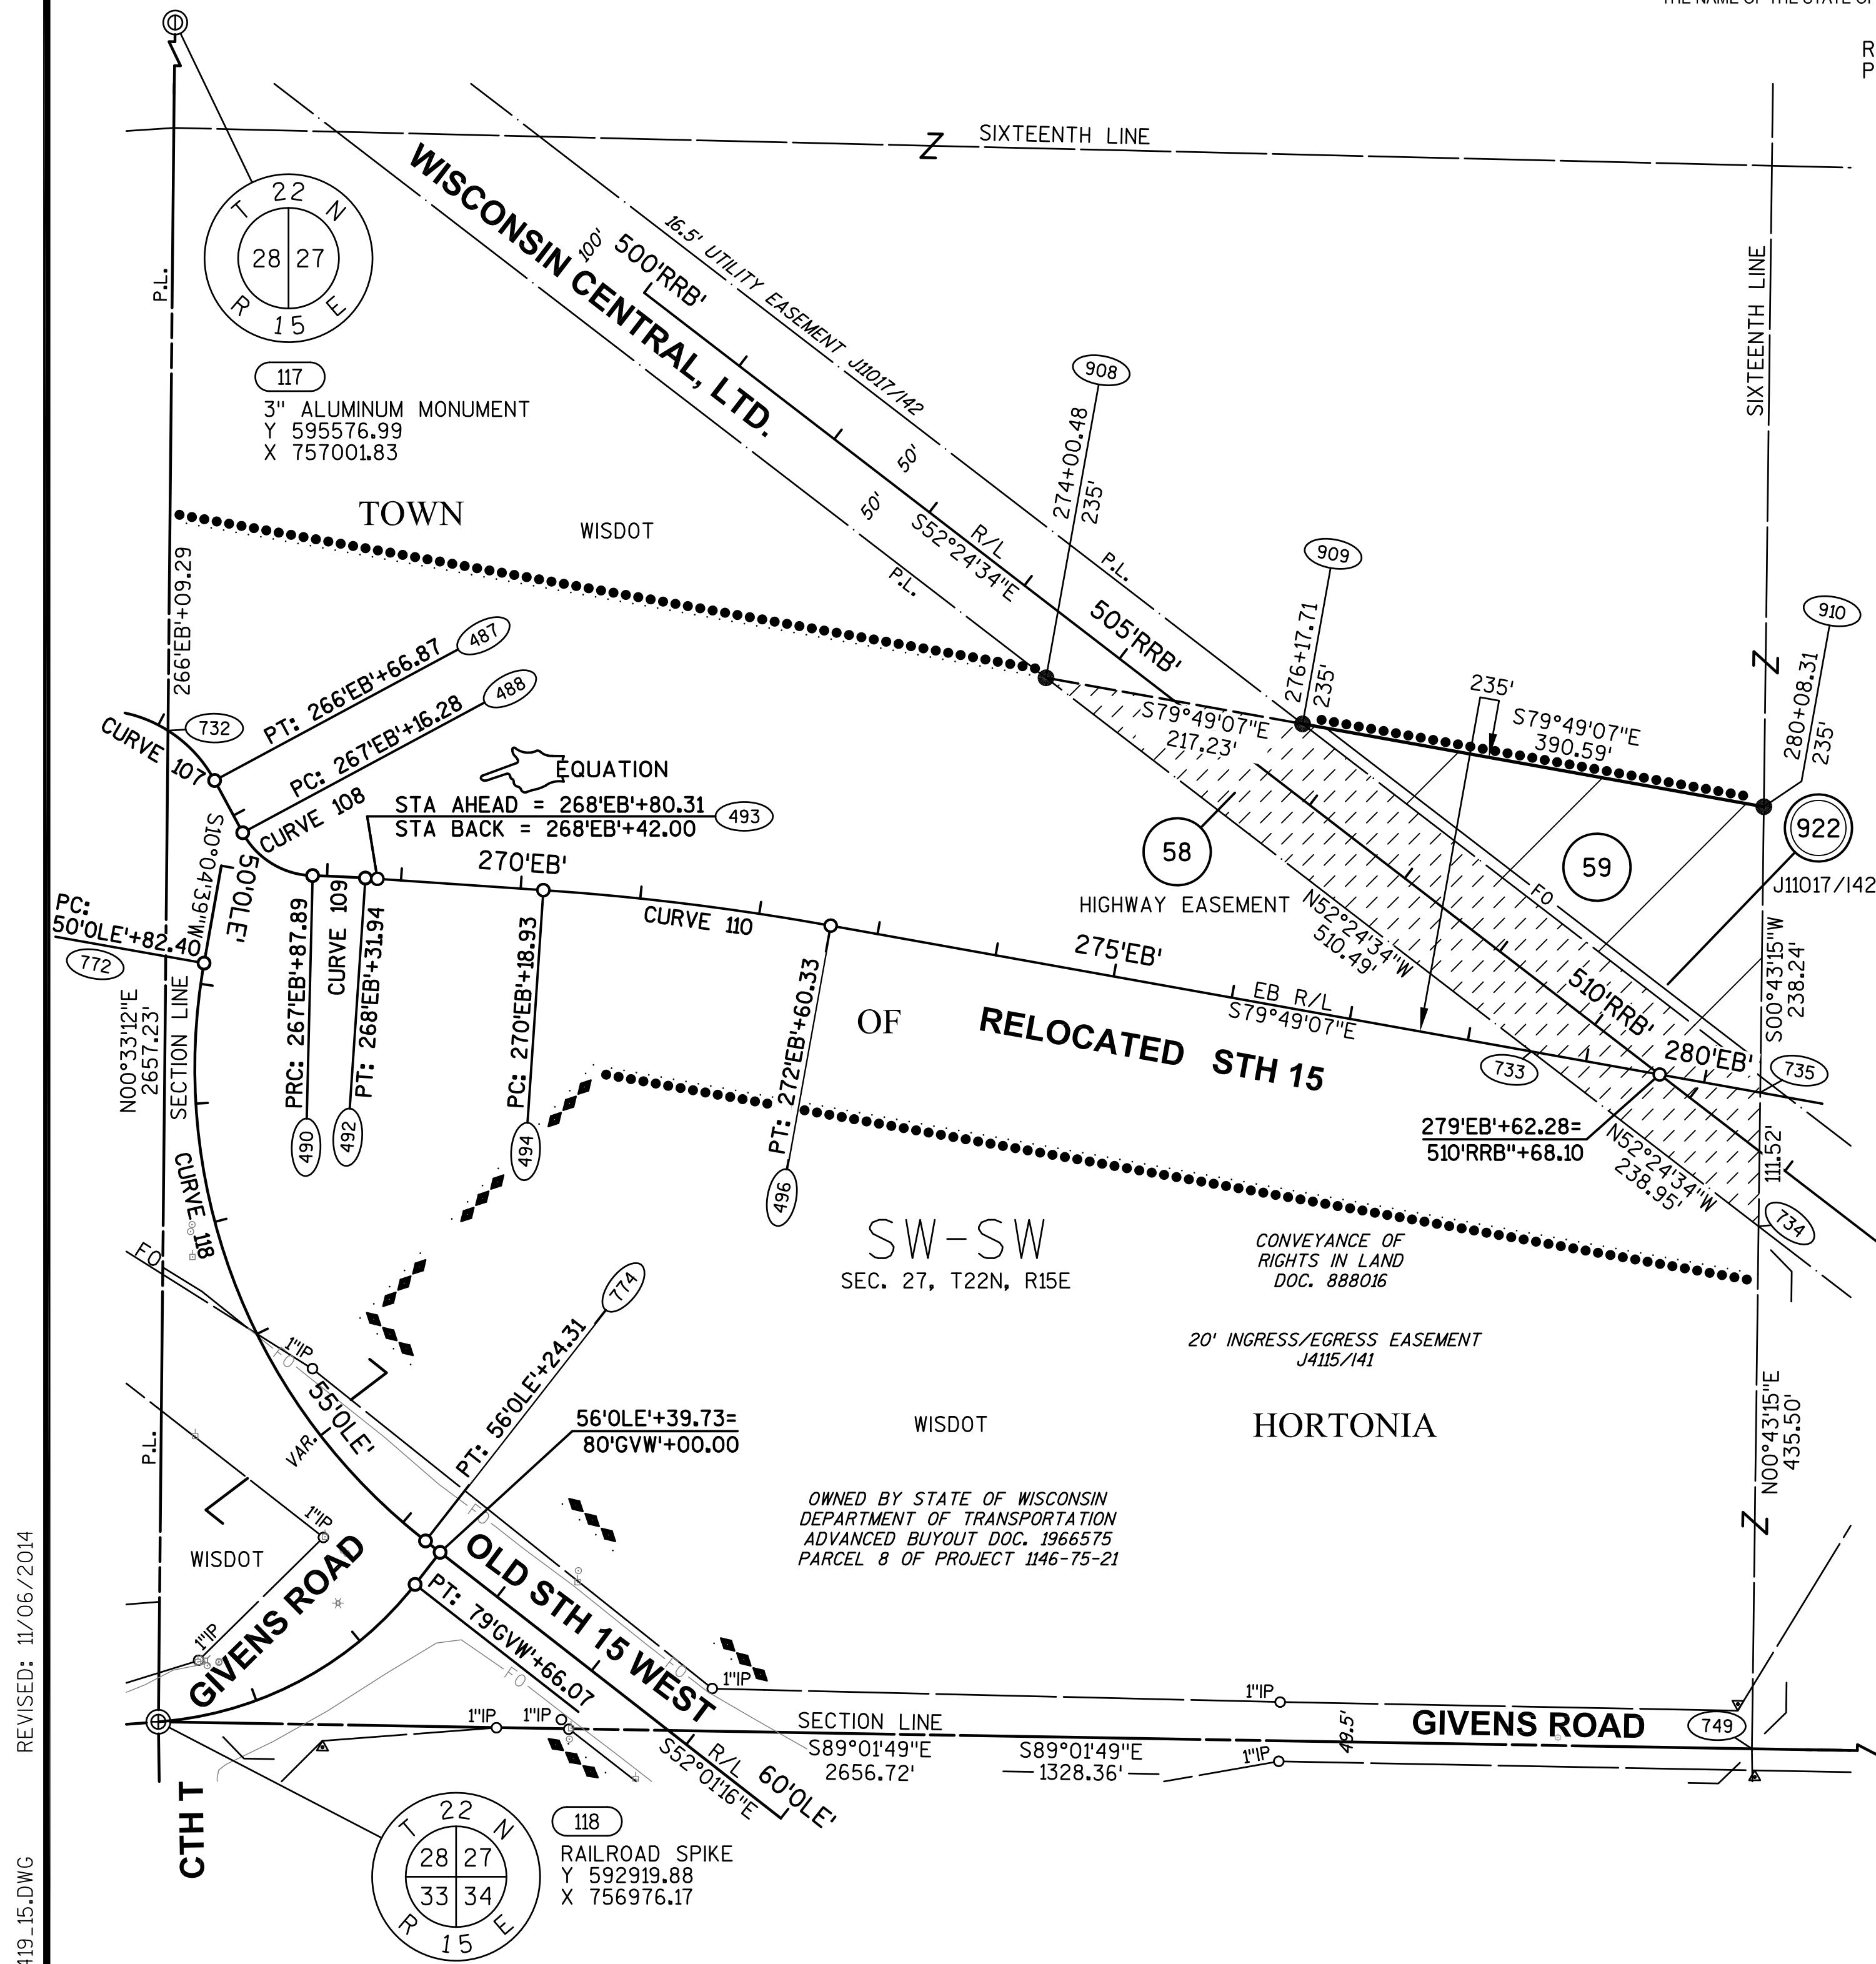 THE NAME OF THE STATE OF
R
P
SIXTEENTH LINE
Z
WISCONSIN CENTRAL, LTD.
100'
500'RRB'
16.5' UTILITY EASEMENT J11017/142
T 22 N
28 27
R 15 E
P.L.
117
3" ALUMINUM MONUMENT
Y 595576.99
X 757001.83
SIXTEENTH LINE
TOWN
WISDOT
50'
50'
R/L
S52°24'34"E
P.L.
P.L.
505'RRB'
908
274+00.48
235'
909
276+17.71
235'
910
280+08.31
235'
Z
266'EB'+09.29
PT: 266'EB'+66.87
487
PC: 267'EB'+16.28
488
732
CURVE 107
CURVE 108
EQUATION
STA AHEAD = 268'EB'+80.31
STA BACK = 268'EB'+42.00
493
S79°49'07"E
217.23'
235'
S79°49'07"E
390.59'
922
J11017/142
58
59
HIGHWAY EASEMENT
FO
N52°24'34"W
510.49'
S10°04'39"W
50'OLE'
PC:
50'OLE'+82.40
772
270'EB'
CURVE 109
CURVE 110
PRC: 267'EB'+87.89
490
PT: 268'EB'+31.94
492
PC: 270'EB'+18.93
494
PT: 272'EB'+60.33
496
275'EB'
EB R/L
S79°49'07"E
OF
RELOCATED STH 15
510'RRB'
280'EB'
733
735
S00°43'15"W
238.24'
279'EB'+62.28=
510'RRB"+68.10
111.52'
N52°24'34"W
238.95'
734
N00°33'12"E
2657.23'
SECTION LINE
CURVE 118
FO
SW-SW
SEC. 27, T22N, R15E
CONVEYANCE OF
RIGHTS IN LAND
DOC. 888016
20' INGRESS/EGRESS EASEMENT
J4115/141
1"IP
FO
774
PT: 56'OLE'+24.31
55'OLE'
VAR.
P.L.
56'OLE'+39.73=
80'GVW'+00.00
WISDOT
HORTONIA
N00°43'15"E
435.50'
Z
OWNED BY STATE OF WISCONSIN
DEPARTMENT OF TRANSPORTATION
ADVANCED BUYOUT DOC. 1966575
PARCEL 8 OF PROJECT 1146-75-21
1"IP
WISDOT
1"IP
GIVENS ROAD
FO
OLD STH 15 WEST
PT: 79'GVW'+66.07
FO
FO
1"IP
1"IP
1"IP
1"IP
SECTION LINE
S89°01'49"E
2656.72'
S89°01'49"E
1328.36'
1"IP
49.5'
GIVENS ROAD
749
R/L
S52°01'16"E
60'OLE'
CTH T
T 22 N
28 27
33 34
R 15 E
118
RAILROAD SPIKE
Y 592919.88
X 756976.17
REVISED: 11/06/2014
419_15.DWG